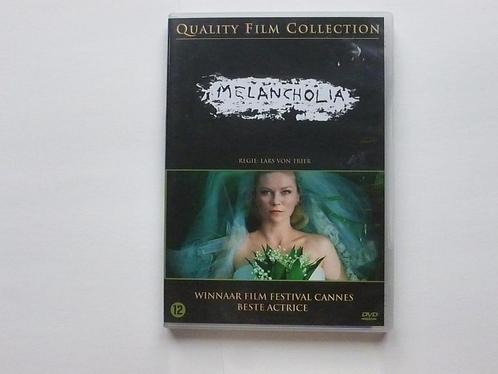 QUALITY FILM COLLECTION
MELANCHOLIA
REGIE: LARS VON TRIER
WINNAAR FILM FESTIVAL CANNES
BESTE ACTRICE
12
DVD